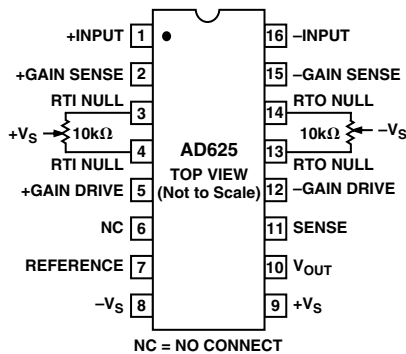 +INPUT 1 16 –INPUT
+GAIN SENSE 2 15 –GAIN SENSE
RTI NULL 3 14 RTO NULL
+VS 10kΩ 10kΩ –VS
RTI NULL 4 13 RTO NULL
AD625
TOP VIEW
(Not to Scale)
+GAIN DRIVE 5 12 –GAIN DRIVE
NC 6 11 SENSE
REFERENCE 7 10 VOUT
–VS 8 9 +VS
NC = NO CONNECT